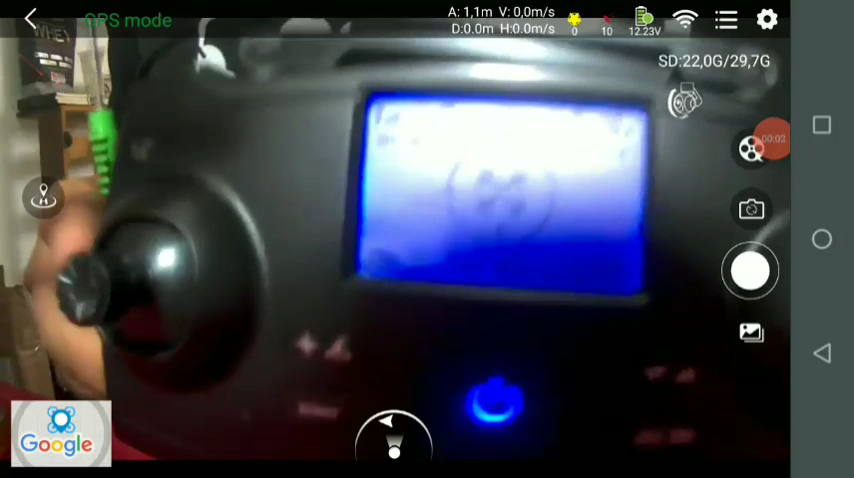 GPS mode
A: 1,1m V: 0,0m/s
D:0.0m H:0.0m/s
0
10
12.23V
SD:22,0G/29,7G
00:02
WHEY
H
Google